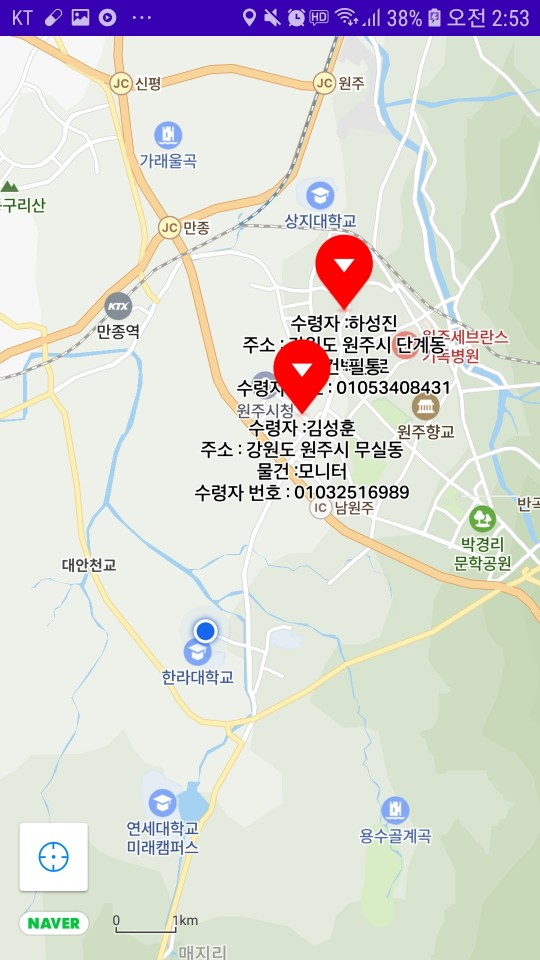 KT
HD
38%
오전 2:53
JC 신평
JC 원주
가래울곡
구리산
상지대학교
JC 만종
KTX
만종역
수령자 :하성진
주소 : 강원도 원주시 단계동
원주세브란스
기독병원
:필통
: 01053408431
원주시청
원주향교
수령자 :김성훈
주소 : 강원도 원주시 무실동
물건 :모니터
수령자 번호 : 01032516989
IC 남원주
반곡
박경리
문학공원
대안천교
한라대학교
연세대학교
미래캠퍼스
용수골계곡
NAVER
0 1km
매지리